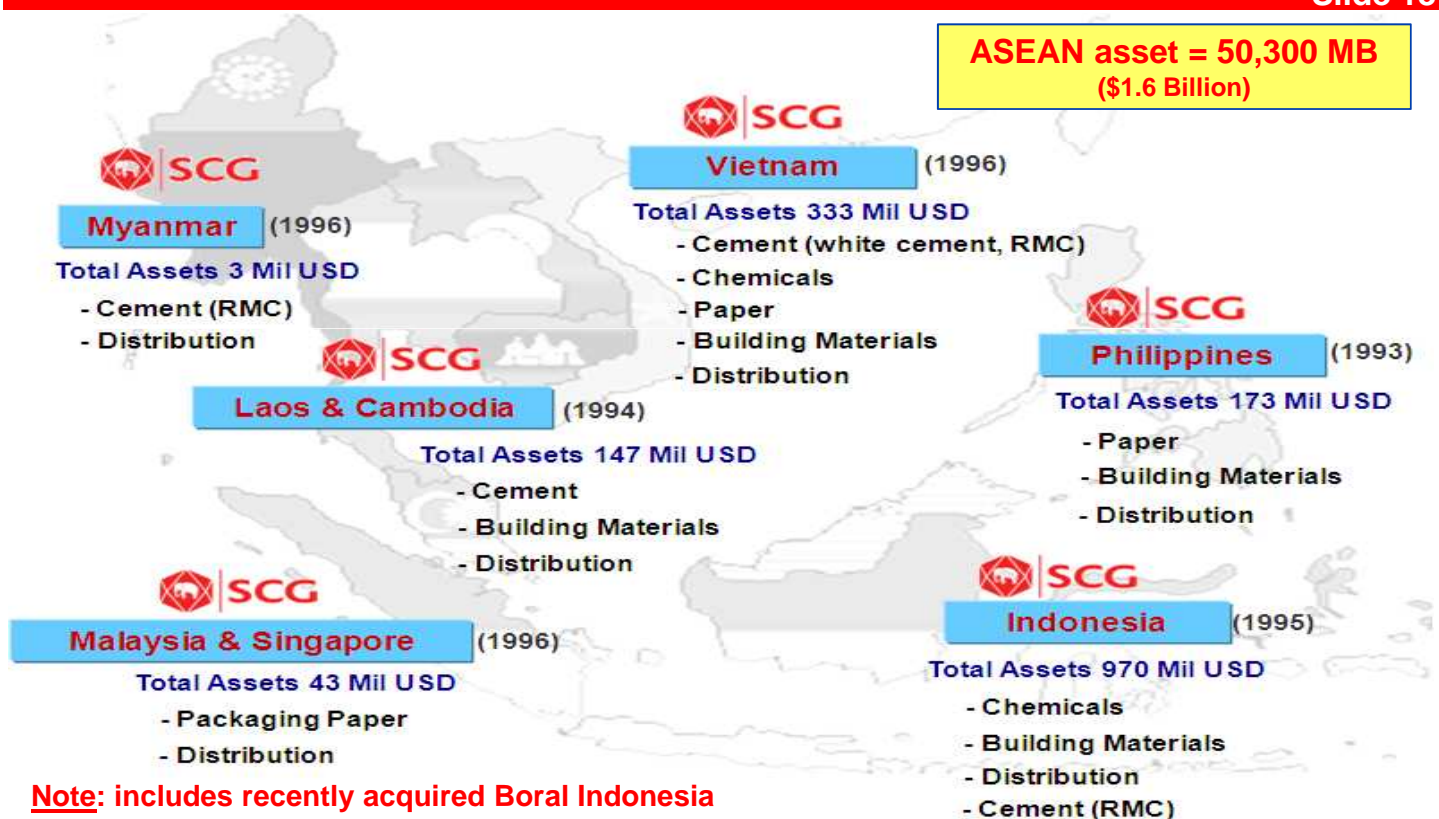 ASEAN asset = 50,300 MB
($1.6 Billion)
SCG
Vietnam (1996)
Total Assets 333 Mil USD
- Cement (white cement, RMC)
- Chemicals
- Paper
- Building Materials
- Distribution
SCG
Myanmar (1996)
Total Assets 3 Mil USD
- Cement (RMC)
- Distribution
SCG
Philippines (1993)
Total Assets 173 Mil USD
- Paper
- Building Materials
- Distribution
SCG
Laos & Cambodia (1994)
Total Assets 147 Mil USD
- Cement
- Building Materials
- Distribution
SCG
Malaysia & Singapore (1996)
Total Assets 43 Mil USD
- Packaging Paper
- Distribution
SCG
Indonesia (1995)
Total Assets 970 Mil USD
- Chemicals
- Building Materials
- Distribution
- Cement (RMC)
Note: includes recently acquired Boral Indonesia